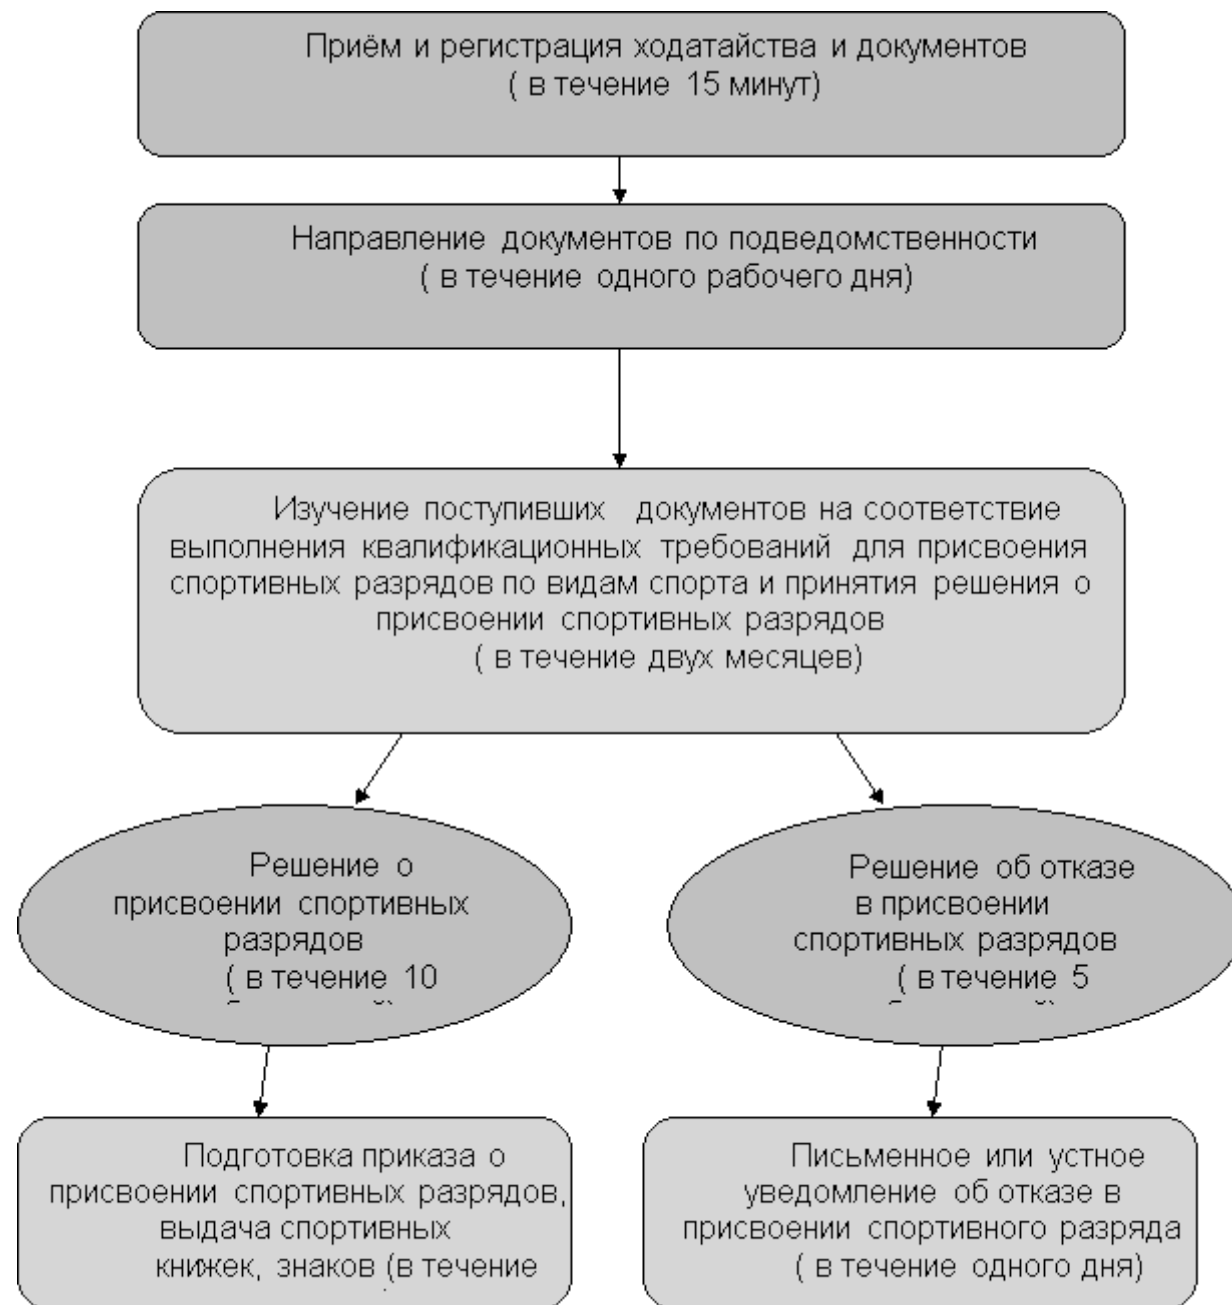 Приём и регистрация ходатайства и документов
( в течение 15 минут)
Направление документов по подведомственности
( в течение одного рабочего дня)
Изучение поступивших документов на соответствие
выполнения квалификационных требований для присвоения
спортивных разрядов по видам спорта и принятия решения о
присвоении спортивных разрядов
( в течение двух месяцев)
Решение о
присвоении спортивных
разрядов
( в течение 10
Решение об отказе
в присвоении
спортивных разрядов
( в течение 5
Подготовка приказа о
присвоении спортивных разрядов,
выдача спортивных
книжек, знаков (в течение
Письменное или устное
уведомление об отказе в
присвоении спортивного разряда
( в течение одного дня)